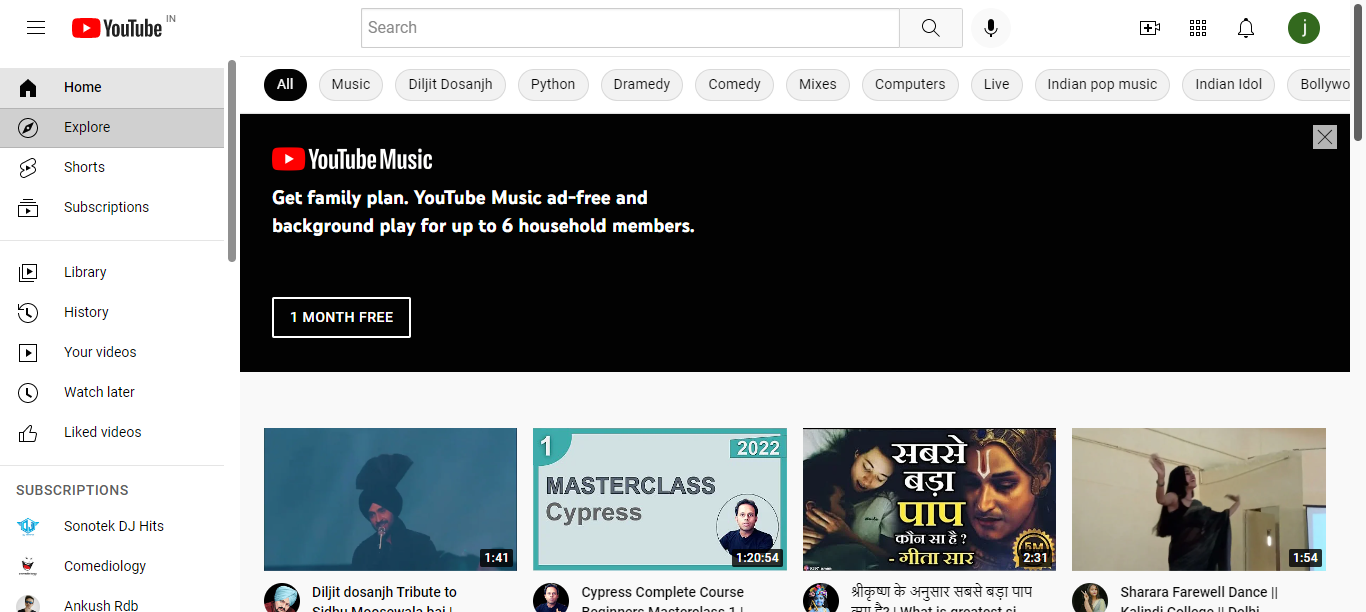 YouTube IN
Search
j
Home
Explore
Shorts
Subscriptions
Library
History
Your videos
Watch later
Liked videos
SUBSCRIPTIONS
Sonotek DJ Hits
Comediology
Ankush Rdb
All Music Diljit Dosanjh Python Dramedy Comedy Mixes Computers Live Indian pop music Indian Idol Bollywo
YouTube Music
Get family plan. YouTube Music ad-free and
background play for up to 6 household members.
1 MONTH FREE
1:41
Diljit dosanjh Tribute to
Sidhu Moosewala bai |
1
2022
MASTERCLASS
Cypress
1:20:54
Cypress Complete Course
Beginners Masterclass 1 |
सबसे
बड़ा
पाप
कौन सा है ?
- गीता सार
5M
2:31
श्रीकृष्ण के अनुसार सबसे बड़ा पाप
क्या है? | What is greatest si
1:54
Sharara Farewell Dance ||
Kalindi College || Delhi